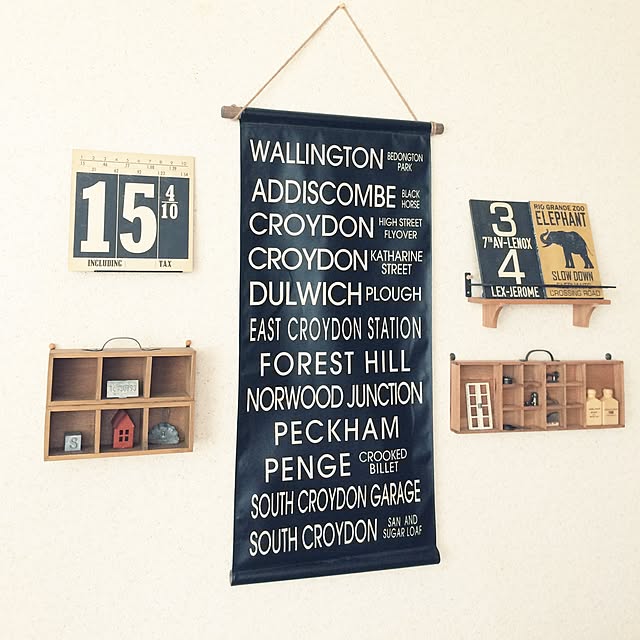 WALLINGTON BEDONGTON PARK
ADDISCOMBE BLACK HORSE
CROYDON HIGH STREET FLYOVER
CROYDON KATHARINE STREET
DULWICH PLOUGH
EAST CROYDON STATION
FOREST HILL
NORWOOD JUNCTION
PECKHAM
PENGE CROOKED BILLET
SOUTH CROYDON GARAGE
SOUTH CROYDON SAN AND SUGAR LOAF
15 4/10
INCLUDING TAX
S
3
7TH AV-LENOX
4
LEX-JEROME
RIO GRANDE ZOO
ELEPHANT
SLOW DOWN
CROSSING ROAD